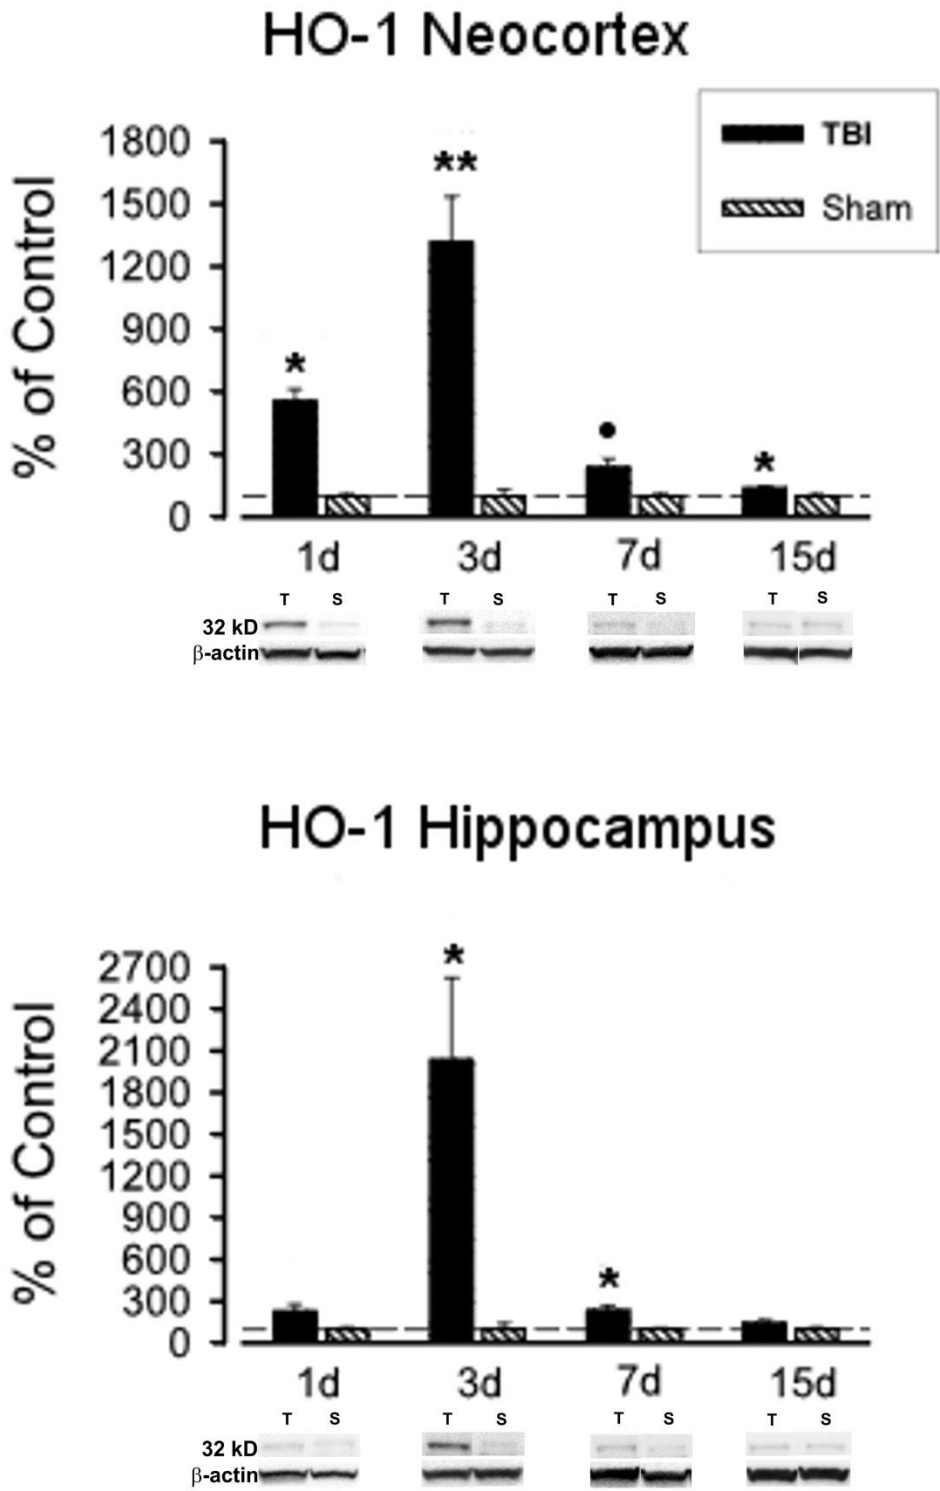 HO-1 Neocortex
TBI
Sham
% of Control
1800
1500
1200
900
600
300
0
*
**
•
*
1d 3d 7d 15d
T S T S T S T S
32 kD
β-actin
HO-1 Hippocampus
% of Control
2700
2400
2100
1800
1500
1200
900
600
300
0
*
*
1d 3d 7d 15d
T S T S T S T S
32 kD
β-actin